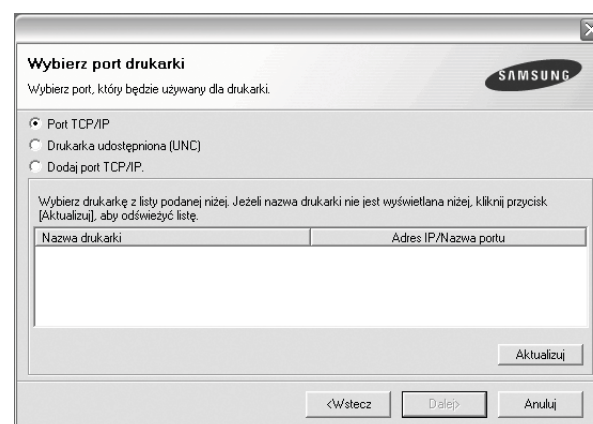 Wybierz port drukarki
Wybierz port, który będzie używany dla drukarki.
SAMSUNG
Port TCP/IP
Drukarka udostępniona (UNC)
Dodaj port TCP/IP.
Wybierz drukarkę z listy podanej niżej. Jeżeli nazwa drukarki nie jest wyświetlana niżej, kliknij przycisk
[Aktualizuj], aby odświeżyć listę.
Nazwa drukarki Adres IP/Nazwa portu
Aktualizuj
<Wstecz Dalej> Anuluj